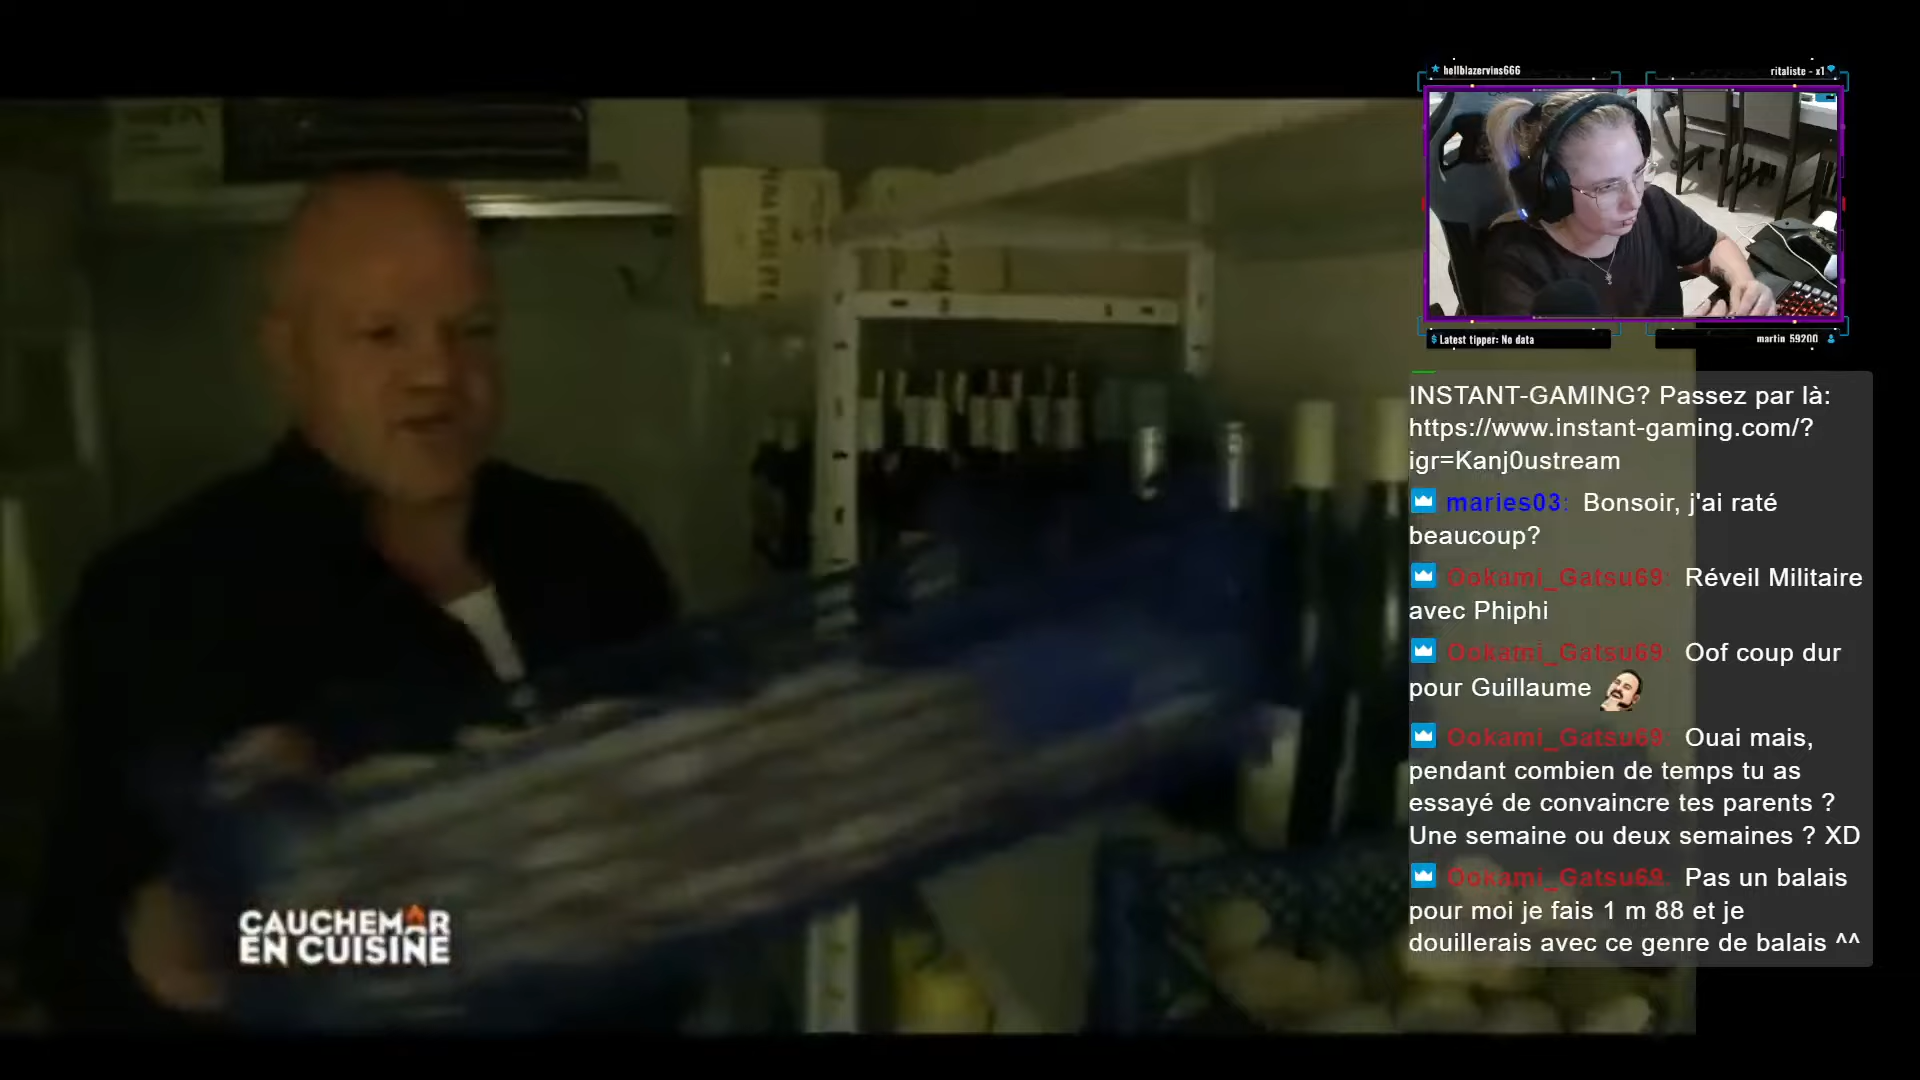 hellblazervins666
ritaliste - x1
$ Latest tipper: No data
martin_59200
INSTANT-GAMING? Passez par là:
https://www.instant-gaming.com/?
igr=Kanj0ustream
maries03: Bonsoir, j'ai raté
beaucoup?
Ookami_Gatsu69: Réveil Militaire
avec Phiphi
Ookami_Gatsu69: Oof coup dur
pour Guillaume
Ookami_Gatsu69: Ouai mais,
pendant combien de temps tu as
essayé de convaincre tes parents ?
Une semaine ou deux semaines ? XD
Ookami_Gatsu69: Pas un balais
pour moi je fais 1 m 88 et je
douillerais avec ce genre de balais ^^
CAUCHEMAR
EN CUISINE